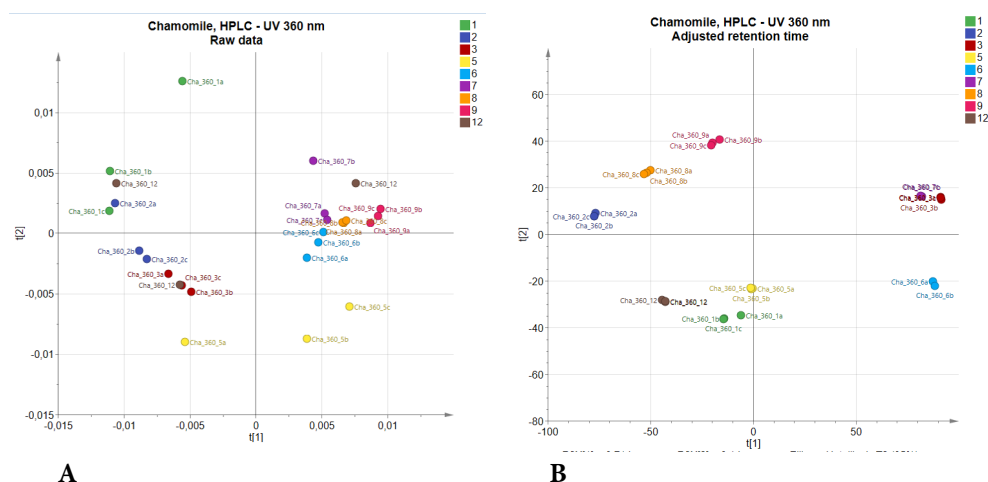 Chamomile, HPLC - UV 360 nm
Raw data
1
2
3
5
6
7
8
9
12
0,01
0,005
0
-0,005
-0,01
-0,015
-0,015
-0,01
-0,005
0
0,005
0,01
t[2]
t[1]
Cha_360_1a
Cha_360_1b
Cha_360_12
Cha_360_2a
Cha_360_1c
Cha_360_2b
Cha_360_2c
Cha_360_3a
Cha_360_3c
Cha_360_12
Cha_360_3b
Cha_360_5a
Cha_360_7b
Cha_360_12
Cha_360_7a
Cha_360_9c
Cha_360_9b
Cha_360_8c
Cha_360_9a
Cha_360_8a
Cha_360_6c
Cha_360_6b
Cha_360_6a
Cha_360_5c
Cha_360_5b
A
Chamomile, HPLC - UV 360 nm
Adjusted retention time
1
2
3
5
6
7
8
9
12
60
40
20
0
-20
-40
-60
-80
-100
-50
0
50
t[2]
t[1]
Cha_360_9a
Cha_360_9b
Cha_360_9c
Cha_360_8a
Cha_360_8c
Cha_360_8b
Cha_360_2a
Cha_360_2c
Cha_360_2b
Cha_360_7c
Cha_360_3b
Cha_360_6a
Cha_360_6b
Cha_360_5c
Cha_360_5a
Cha_360_5b
Cha_360_12
Cha_360_12
Cha_360_1a
Cha_360_1b
Cha_360_1c
B